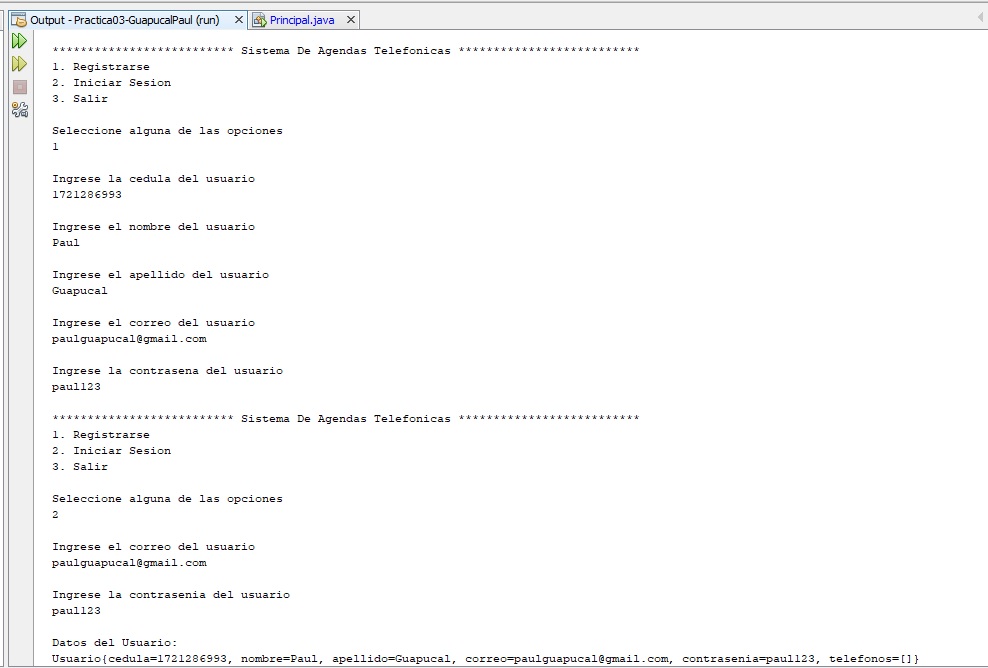 Output - Practica03-GuapucalPaul (run) Principal.java
************************** Sistema De Agendas Telefonicas **************************
1. Registrarse
2. Iniciar Sesion
3. Salir
Seleccione alguna de las opciones
1
Ingrese la cedula del usuario
1721286993
Ingrese el nombre del usuario
Paul
Ingrese el apellido del usuario
Guapucal
Ingrese el correo del usuario
paulguapucal@gmail.com
Ingrese la contrasena del usuario
paul123
************************** Sistema De Agendas Telefonicas **************************
1. Registrarse
2. Iniciar Sesion
3. Salir
Seleccione alguna de las opciones
2
Ingrese el correo del usuario
paulguapucal@gmail.com
Ingrese la contrasenia del usuario
paul123
Datos del Usuario:
Usuario{cedula=1721286993, nombre=Paul, apellido=Guapucal, correo=paulguapucal@gmail.com, contrasenia=paul123, telefonos=[]}